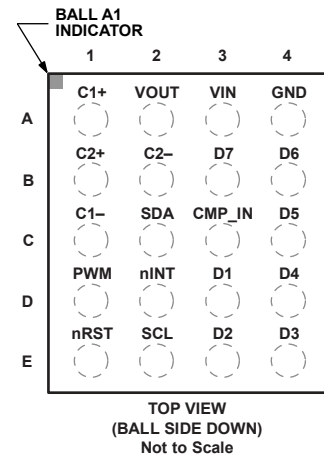 BALL A1
INDICATOR
1 2 3 4
C1+ VOUT VIN GND
A
C2+ C2– D7 D6
B
C1– SDA CMP_IN D5
C
PWM nINT D1 D4
D
nRST SCL D2 D3
E
TOP VIEW
(BALL SIDE DOWN)
Not to Scale